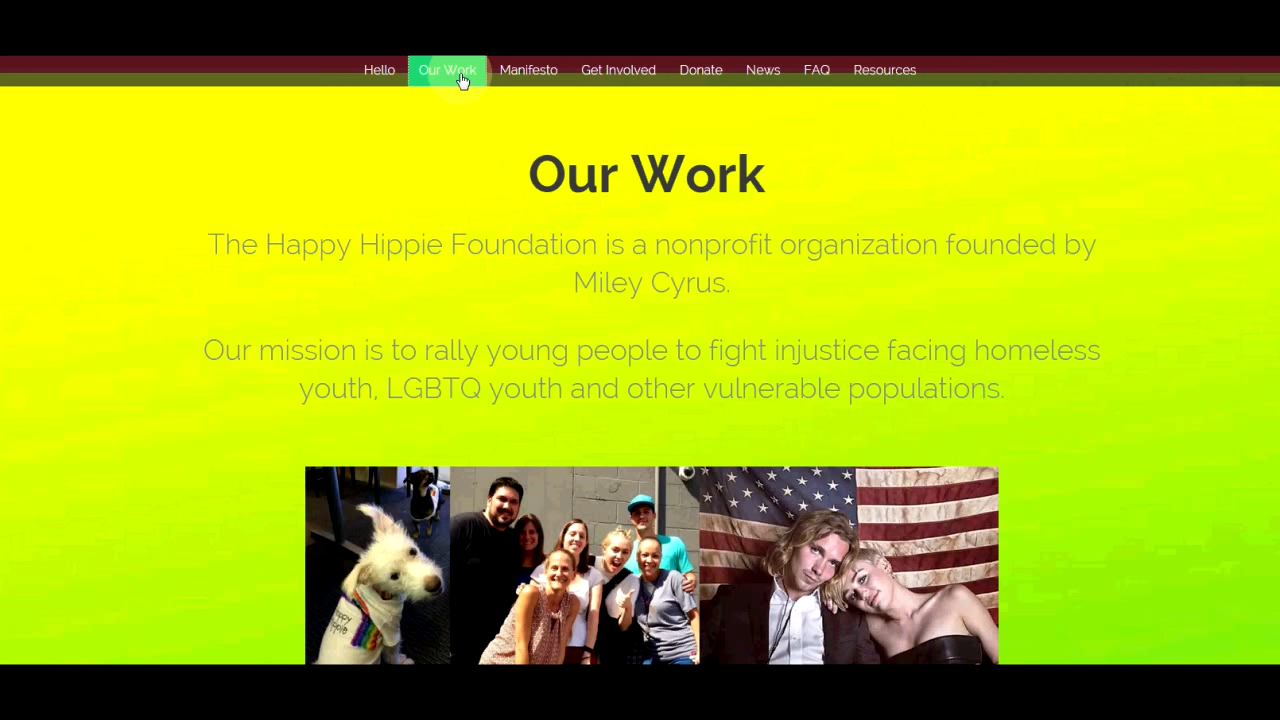 Hello Our Work Manifesto Get Involved Donate News FAQ Resources
Our Work
The Happy Hippie Foundation is a nonprofit organization founded by
Miley Cyrus.
Our mission is to rally young people to fight injustice facing homeless
youth, LGBTQ youth and other vulnerable populations.